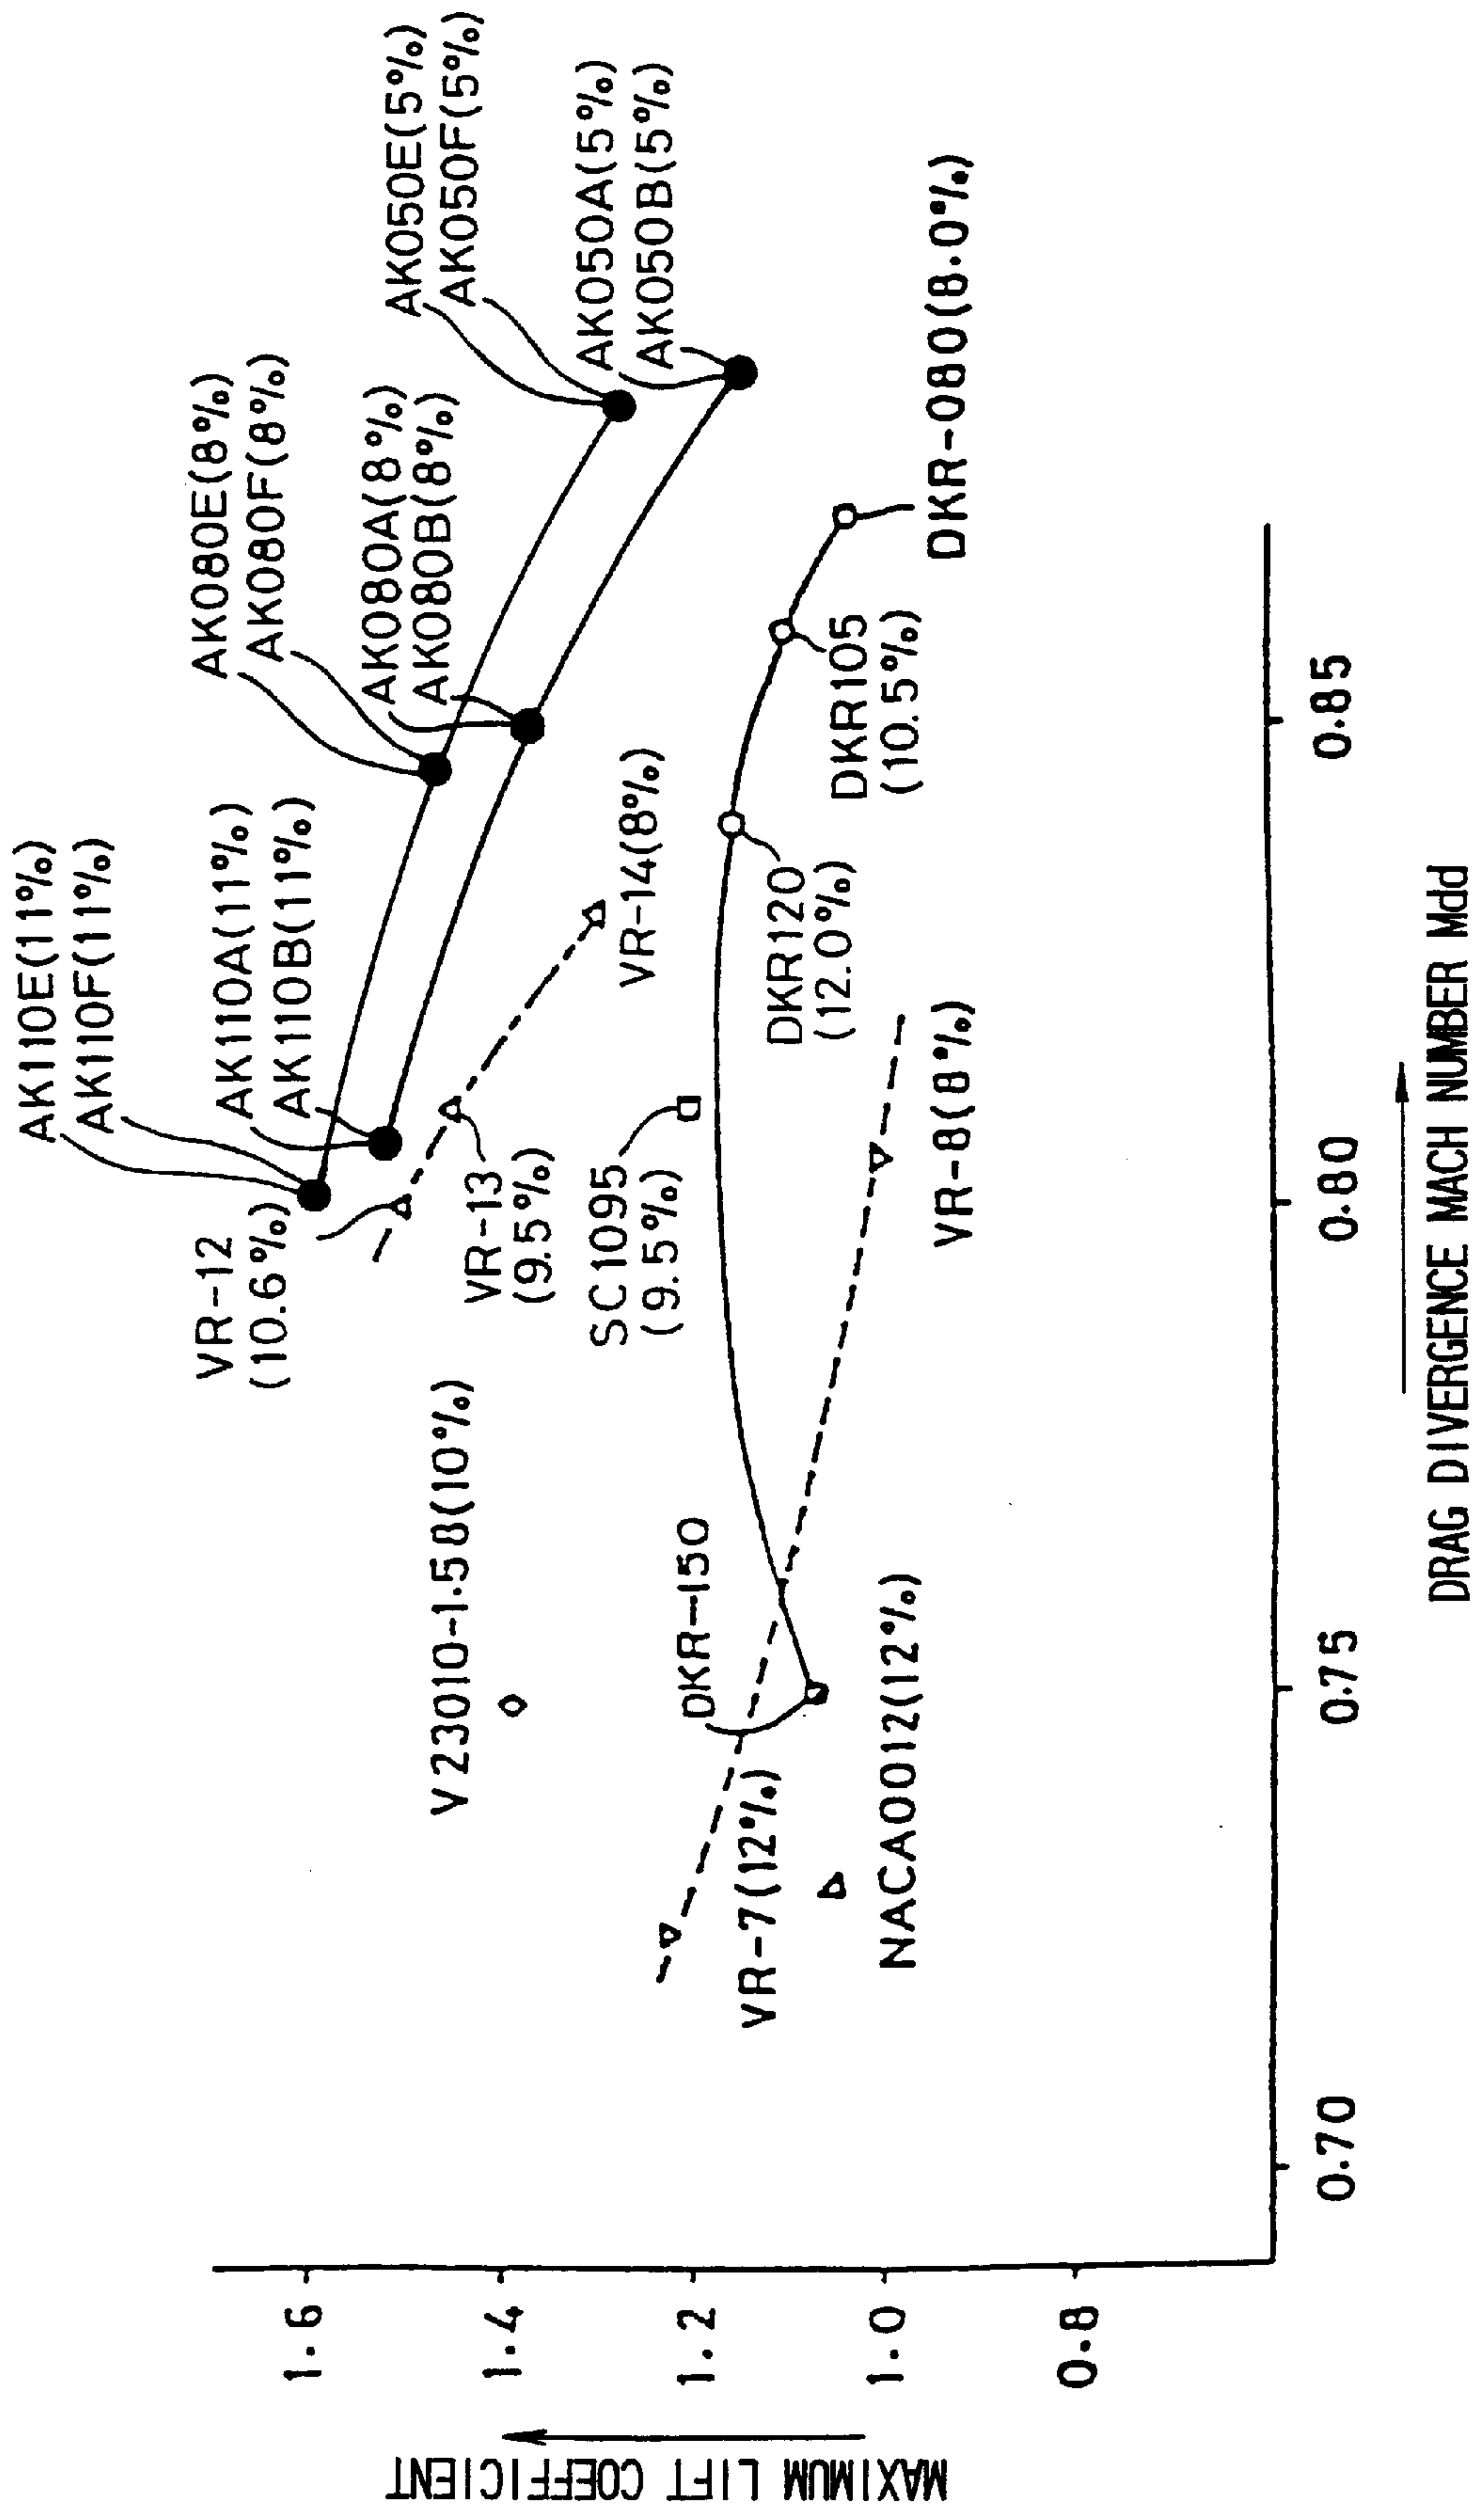 MAXIMUM LIFT COEFFICIENT
1.6
1.4
1.2
1.0
0.8
AK110E(11%)
AK110F(11%)
AK110A(11%)
AK110B(11%)
AK080E(8%)
AK080F(8%)
AK080A(8%)
AK080B(8%)
AK050E(5%)
AK050F(5%)
AK050A(5%)
AK050B(5%)
VR-12
(10.6%)
VR-13
(9.5%)
VR-14(8%)
V23010-1.58(10%)
SC1095
(9.5%)
DKR-150
VR-7(12%)
DKR120
(12.0%)
DKR105
(10.5%)
DKR-080(8.0%)
NACA0012(12%)
VR-8(8%)
0.70
0.75
0.80
0.85
DRAG DIVERGENCE MACH NUMBER Mdd